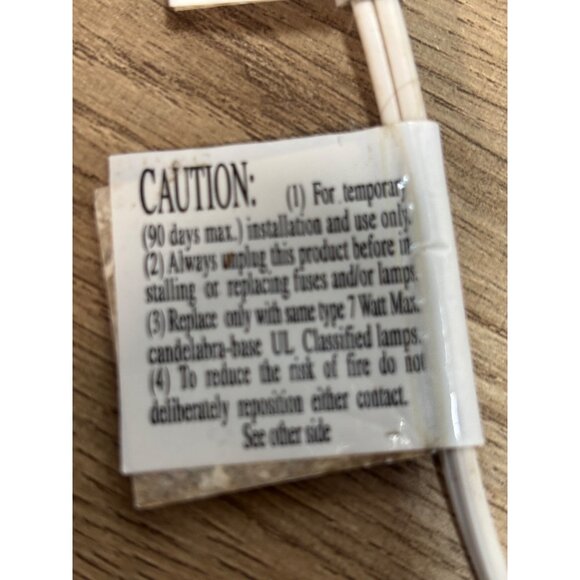 CAUTION: (1) For temporary
(90 days max.) installation and use only.
(2) Always unplug this product before in
stalling or replacing fuses and/or lamps.
(3) Replace only with same type 7 Watt Max.
candelabra-base UL Classified lamps.
(4) To reduce the risk of fire do not
deliberately reposition either contact.
See other side